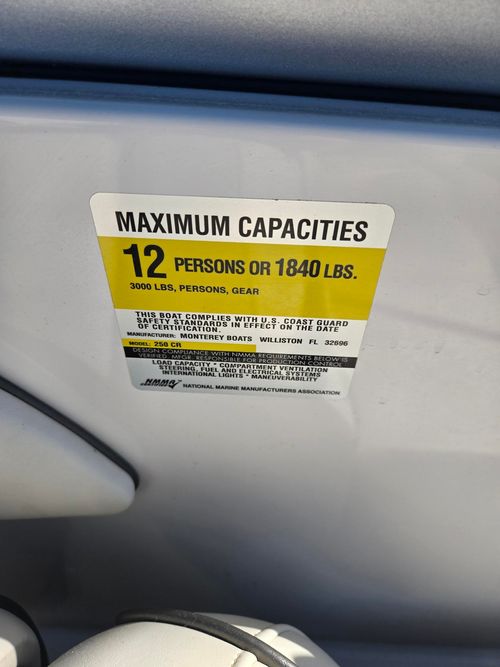 MAXIMUM CAPACITIES
12 PERSONS OR 1840 LBS.
3000 LBS, PERSONS, GEAR
THIS BOAT COMPLIES WITH U.S. COAST GUARD
SAFETY STANDARDS IN EFFECT ON THE DATE
OF CERTIFICATION.
MANUFACTURER: MONTEREY BOATS WILLISTON FL 32696
MODEL: 250 CR
DESIGN COMPLIANCE WITH NMMA REQUIREMENTS BELOW IS
VERIFIED. MFGR. RESPONSIBLE FOR PRODUCTION CONTROL
LOAD CAPACITY * COMPARTMENT VENTILATION
STEERING, FUEL AND ELECTRICAL SYSTEMS
INTERNATIONAL LIGHTS * MANEUVERABILITY
NMMA NATIONAL MARINE MANUFACTURERS ASSOCIATION